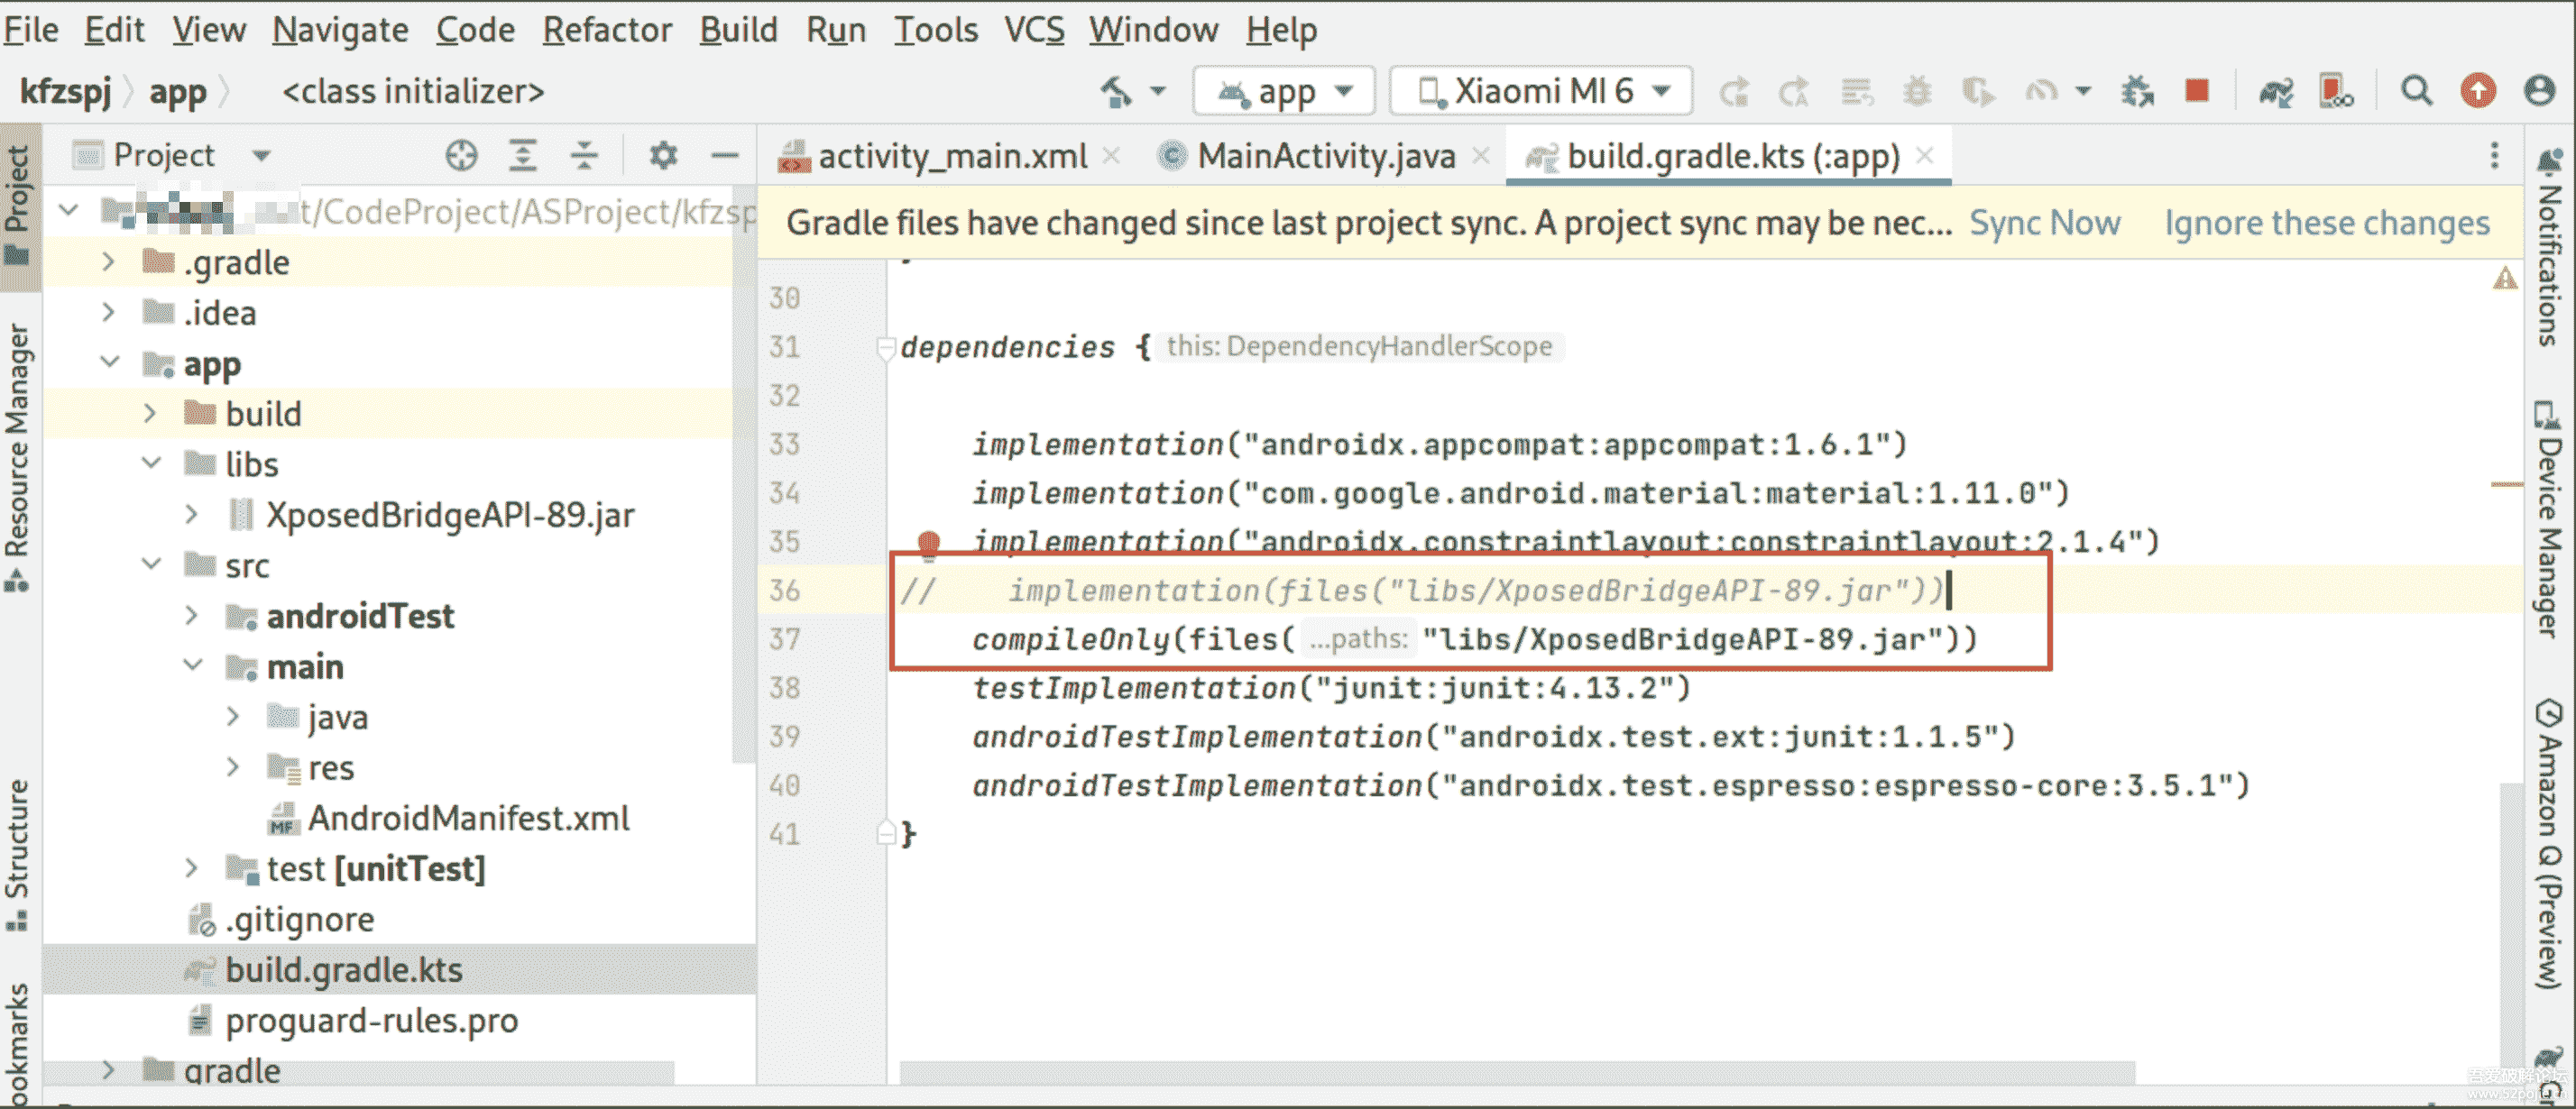 File Edit View Navigate Code Refactor Build Run Tools VCS Window Help
kfzspj app <class initializer> app Xiaomi MI 6
Project
Resource Manager
Structure
ookmarks
Project
t/CodeProject/ASProject/kfzsp
.gradle
.idea
app
build
libs
XposedBridgeAPI-89.jar
src
androidTest
main
java
res
AndroidManifest.xml
test [unitTest]
.gitignore
build.gradle.kts
proguard-rules.pro
gradle
activity_main.xml MainActivity.java build.gradle.kts (:app)
Gradle files have changed since last project sync. A project sync may be nec... Sync Now Ignore these changes
30
31 dependencies { this: DependencyHandlerScope
32
33 implementation("androidx.appcompat:appcompat:1.6.1")
34 implementation("com.google.android.material:material:1.11.0")
35 implementation("androidx.constraintlayout:constraintlayout:2.1.4")
36 // implementation(files("libs/XposedBridgeAPI-89.jar"))
37 compileOnly(files( ...paths: "libs/XposedBridgeAPI-89.jar"))
38 testImplementation("junit:junit:4.13.2")
39 androidTestImplementation("androidx.test.ext:junit:1.1.5")
40 androidTestImplementation("androidx.test.espresso:espresso-core:3.5.1")
41 }
Notifications
Device Manager
Amazon Q (Preview)
吾爱破解论坛